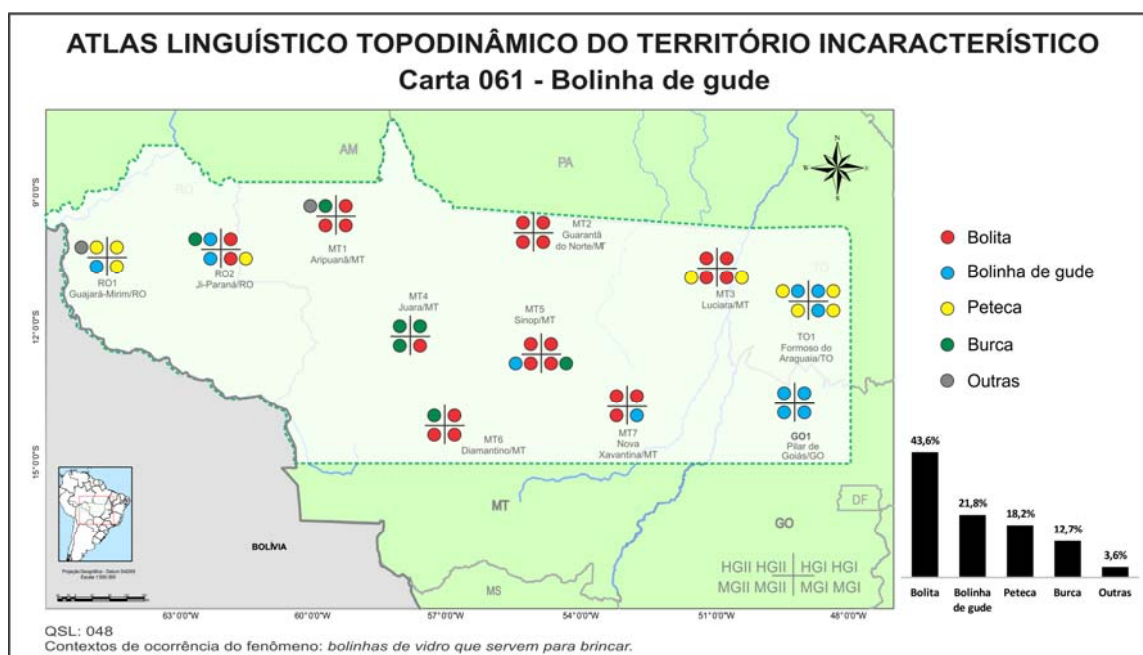 ATLAS LINGUÍSTICO TOPODINÂMICO DO TERRITÓRIO INCARACTERÍSTICO
Carta 061 - Bolinha de gude
AM
PA
RO
TO
N
W
E
S
9°0'0"S
12°0'0"S
15°0'0"S
RO1
Guajará-Mirim/RO
RO2
Ji-Paraná/RO
MT1
Aripuanã/MT
MT2
Guarantã
do Norte/MT
MT3
Luciara/MT
MT4
Juara/MT
MT5
Sinop/MT
TO1
Formoso do
Araguaia/TO
MT6
Diamantino/MT
MT7
Nova
Xavantina/MT
GO1
Pilar de
Goiás/GO
MT
GO
DF
MS
BOLÍVIA
HGII HGII HGI HGI
MGII MGII MGI MGI
63°0'0"W
60°0'0"W
57°0'0"W
54°0'0"W
51°0'0"W
48°0'0"W
Bolita
Bolinha de gude
Peteca
Burca
Outras
43,6%
21,8%
18,2%
12,7%
3,6%
Bolita
Bolinha
de gude
Peteca
Burca
Outras
QSL: 048
Contextos de ocorrência do fenômeno: bolinhas de vidro que servem para brincar.